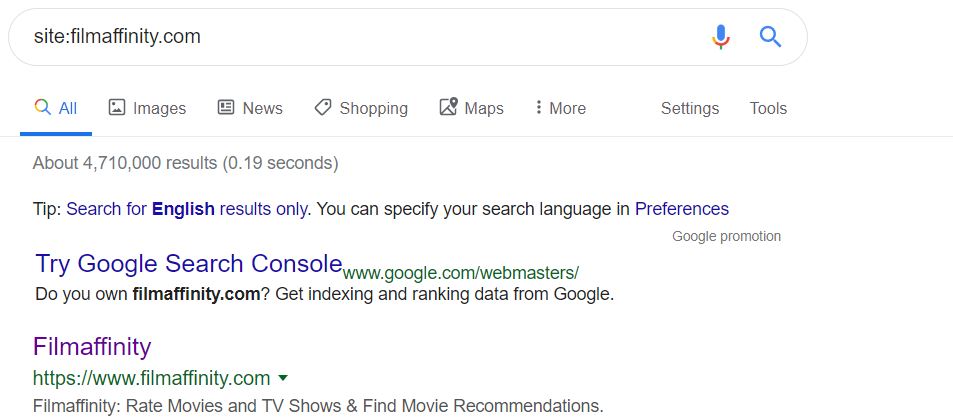 site:filmaffinity.com
All Images News Shopping Maps More Settings Tools
About 4,710,000 results (0.19 seconds)
Tip: Search for English results only. You can specify your search language in Preferences
Google promotion
Try Google Search Console www.google.com/webmasters/
Do you own filmaffinity.com? Get indexing and ranking data from Google.
Filmaffinity
https://www.filmaffinity.com
Filmaffinity: Rate Movies and TV Shows & Find Movie Recommendations.